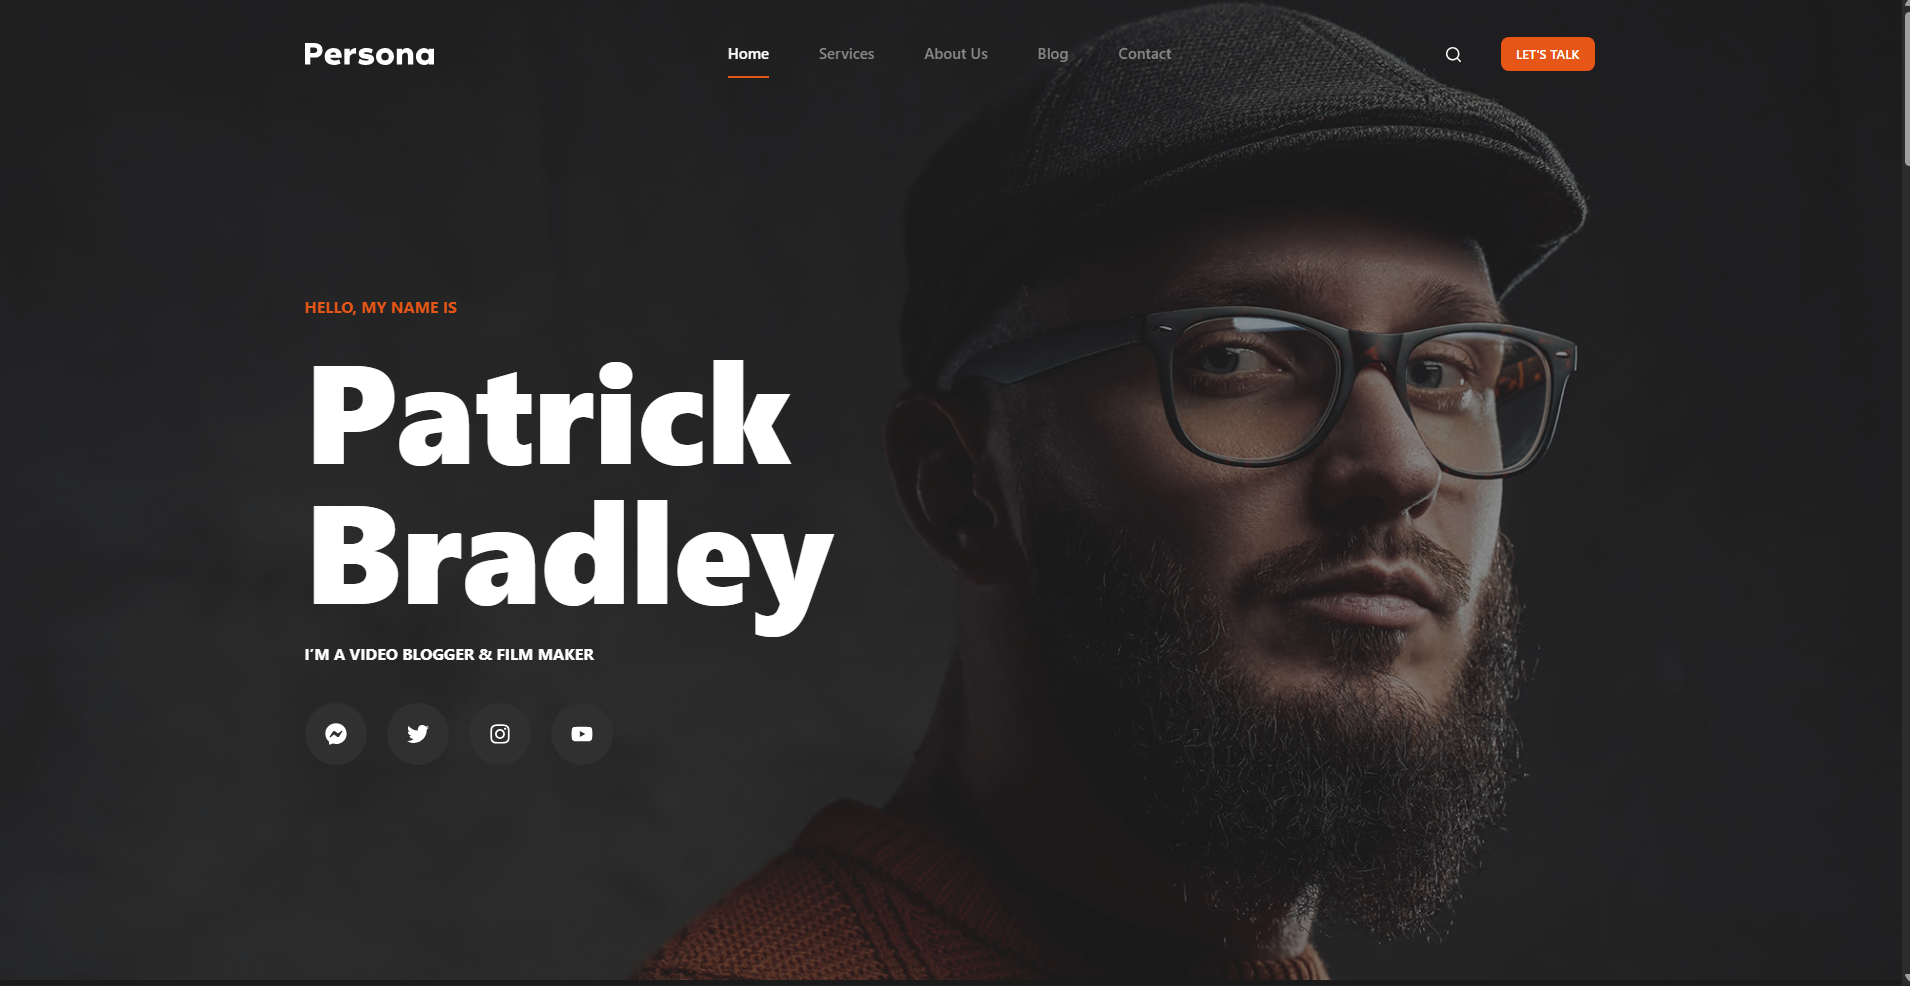 Persona
Home Services About Us Blog Contact
LET'S TALK
HELLO, MY NAME IS
Patrick
Bradley
I'M A VIDEO BLOGGER & FILM MAKER